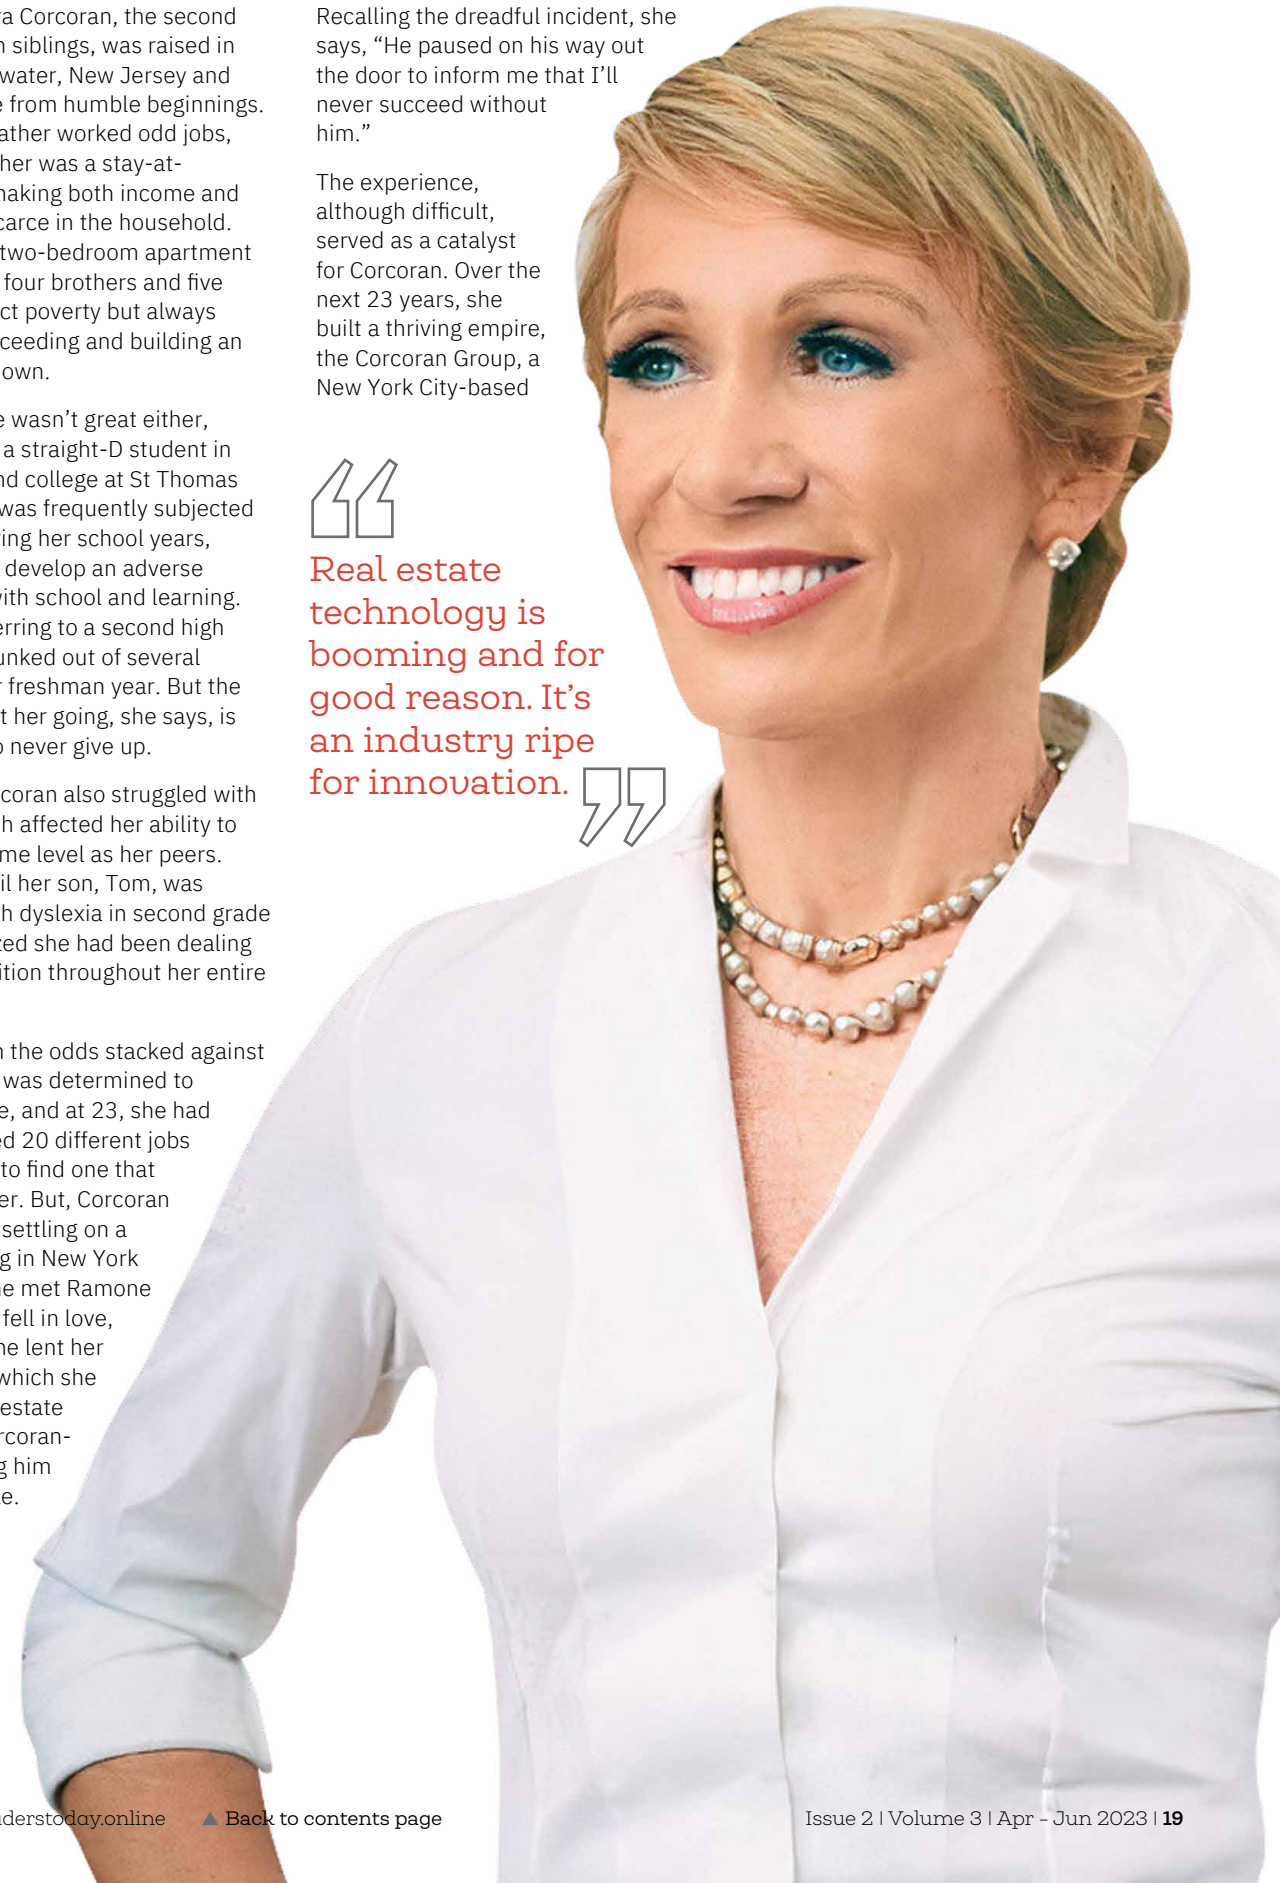 ra Corcoran, the second
n siblings, was raised in
water, New Jersey and
e from humble beginnings.
ather worked odd jobs,
her was a stay-at-
naking both income and
carce in the household.
two-bedroom apartment
four brothers and five
ct poverty but always
ceeding and building an
own.
e wasn’t great either,
a straight-D student in
nd college at St Thomas
was frequently subjected
ing her school years,
develop an adverse
with school and learning.
erring to a second high
unked out of several
r freshman year. But the
t her going, she says, is
o never give up.
coran also struggled with
h affected her ability to
me level as her peers.
il her son, Tom, was
h dyslexia in second grade
zed she had been dealing
ition throughout her entire
n the odds stacked against
was determined to
e, and at 23, she had
ed 20 different jobs
to find one that
er. But, Corcoran
settling on a
g in New York
he met Ramone
fell in love,
he lent her
which she
estate
rcoran-
g him
e.
Recalling the dreadful incident, she
says, “He paused on his way out
the door to inform me that I’ll
never succeed without
him.”
The experience,
although difficult,
served as a catalyst
for Corcoran. Over the
next 23 years, she
built a thriving empire,
the Corcoran Group, a
New York City-based
“
Real estate
technology is
booming and for
good reason. It’s
an industry ripe
for innovation. ”
derstoday.online ▲ Back to contents page Issue 2 | Volume 3 | Apr – Jun 2023 | 19